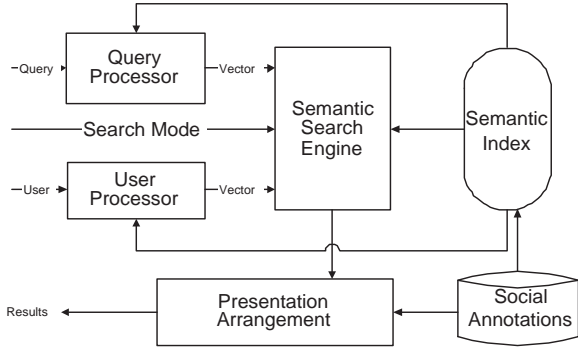 Query
Query
Processor
Vector
Semantic
Search
Engine
Semantic
Index
Search Mode
User
User
Processor
Vector
Results
Presentation
Arrangement
Social
Annotations